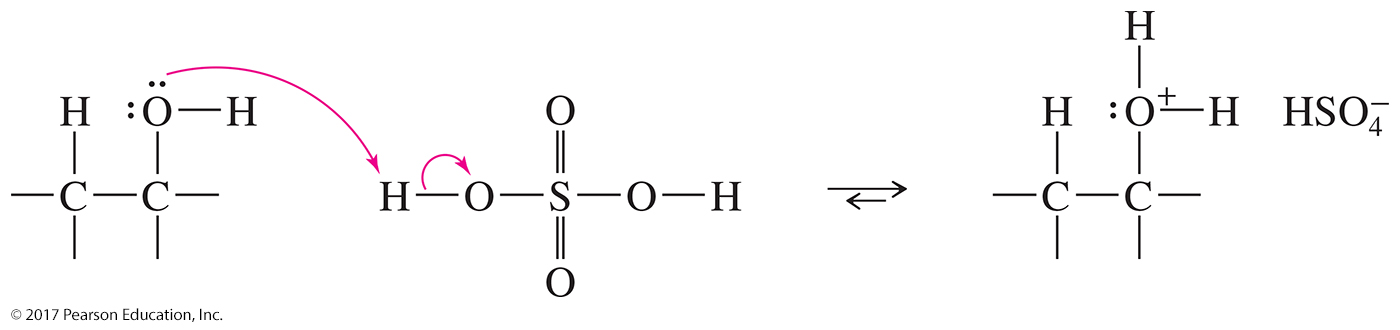 H
H :Ö—H O H :O⁺—H HSO₄⁻
—C—C— H—O—S—O—H ⇌ —C—C—
O
© 2017 Pearson Education, Inc.